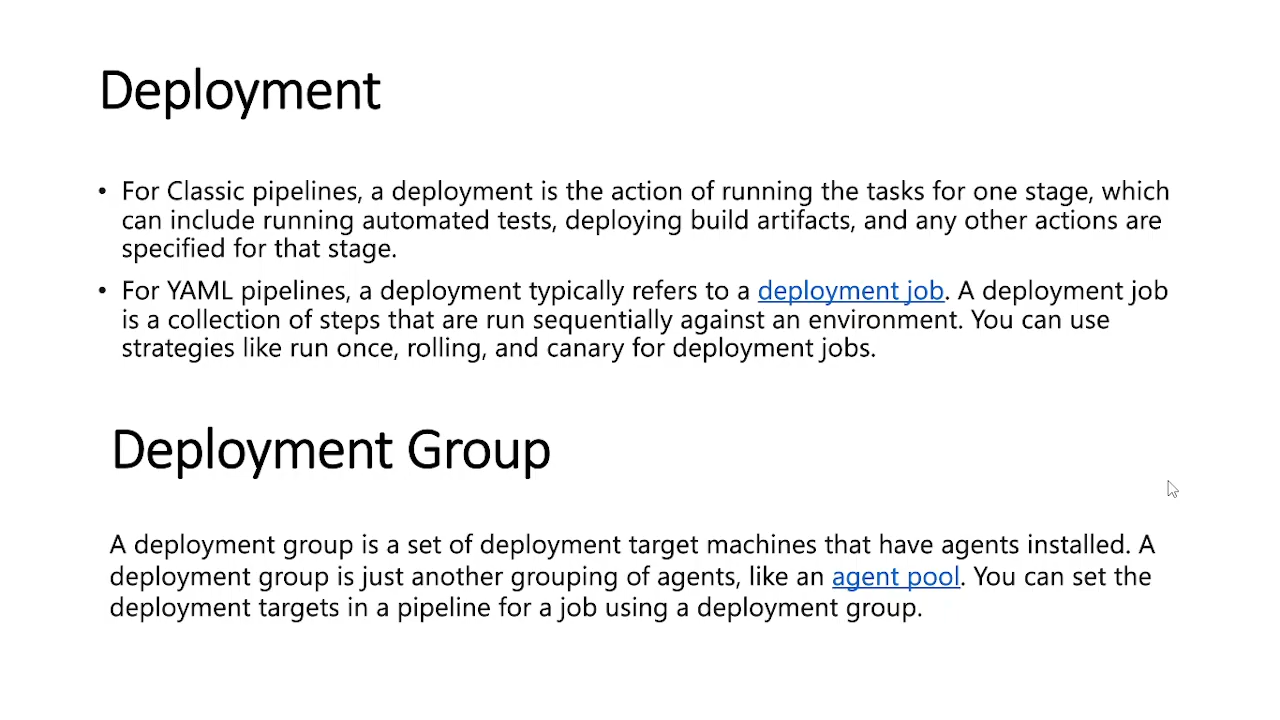 Deployment
• For Classic pipelines, a deployment is the action of running the tasks for one stage, which
can include running automated tests, deploying build artifacts, and any other actions are
specified for that stage.
• For YAML pipelines, a deployment typically refers to a deployment job. A deployment job
is a collection of steps that are run sequentially against an environment. You can use
strategies like run once, rolling, and canary for deployment jobs.
Deployment Group
A deployment group is a set of deployment target machines that have agents installed. A
deployment group is just another grouping of agents, like an agent pool. You can set the
deployment targets in a pipeline for a job using a deployment group.